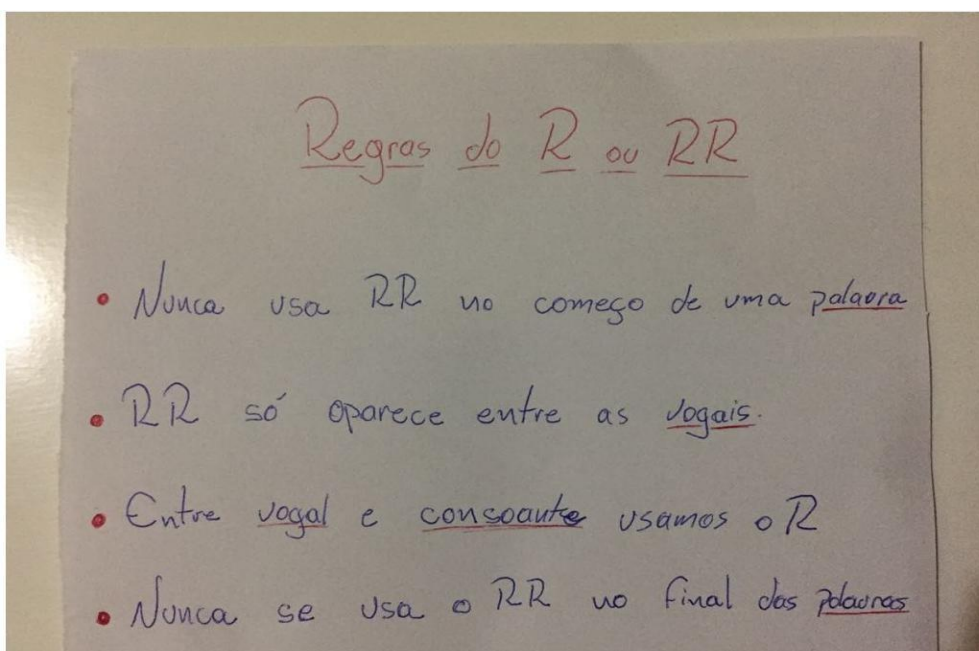 Regras do R ou RR
• Nunca usa RR no começo de uma palavra
• RR só aparece entre as vogais.
• Entre vogal e consoante usamos o R
• Nunca se usa o RR no final das palavras